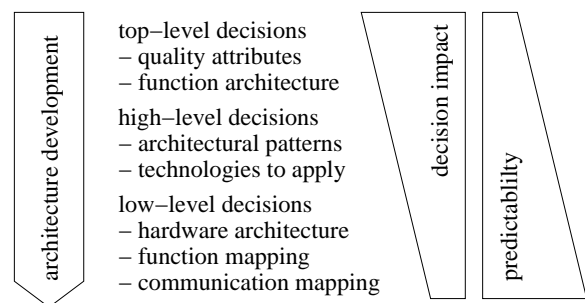 architecture development
top−level decisions
− quality attributes
− function architecture
high−level decisions
− architectural patterns
− technologies to apply
low−level decisions
− hardware architecture
− function mapping
− communication mapping
decision impact
predictablilty